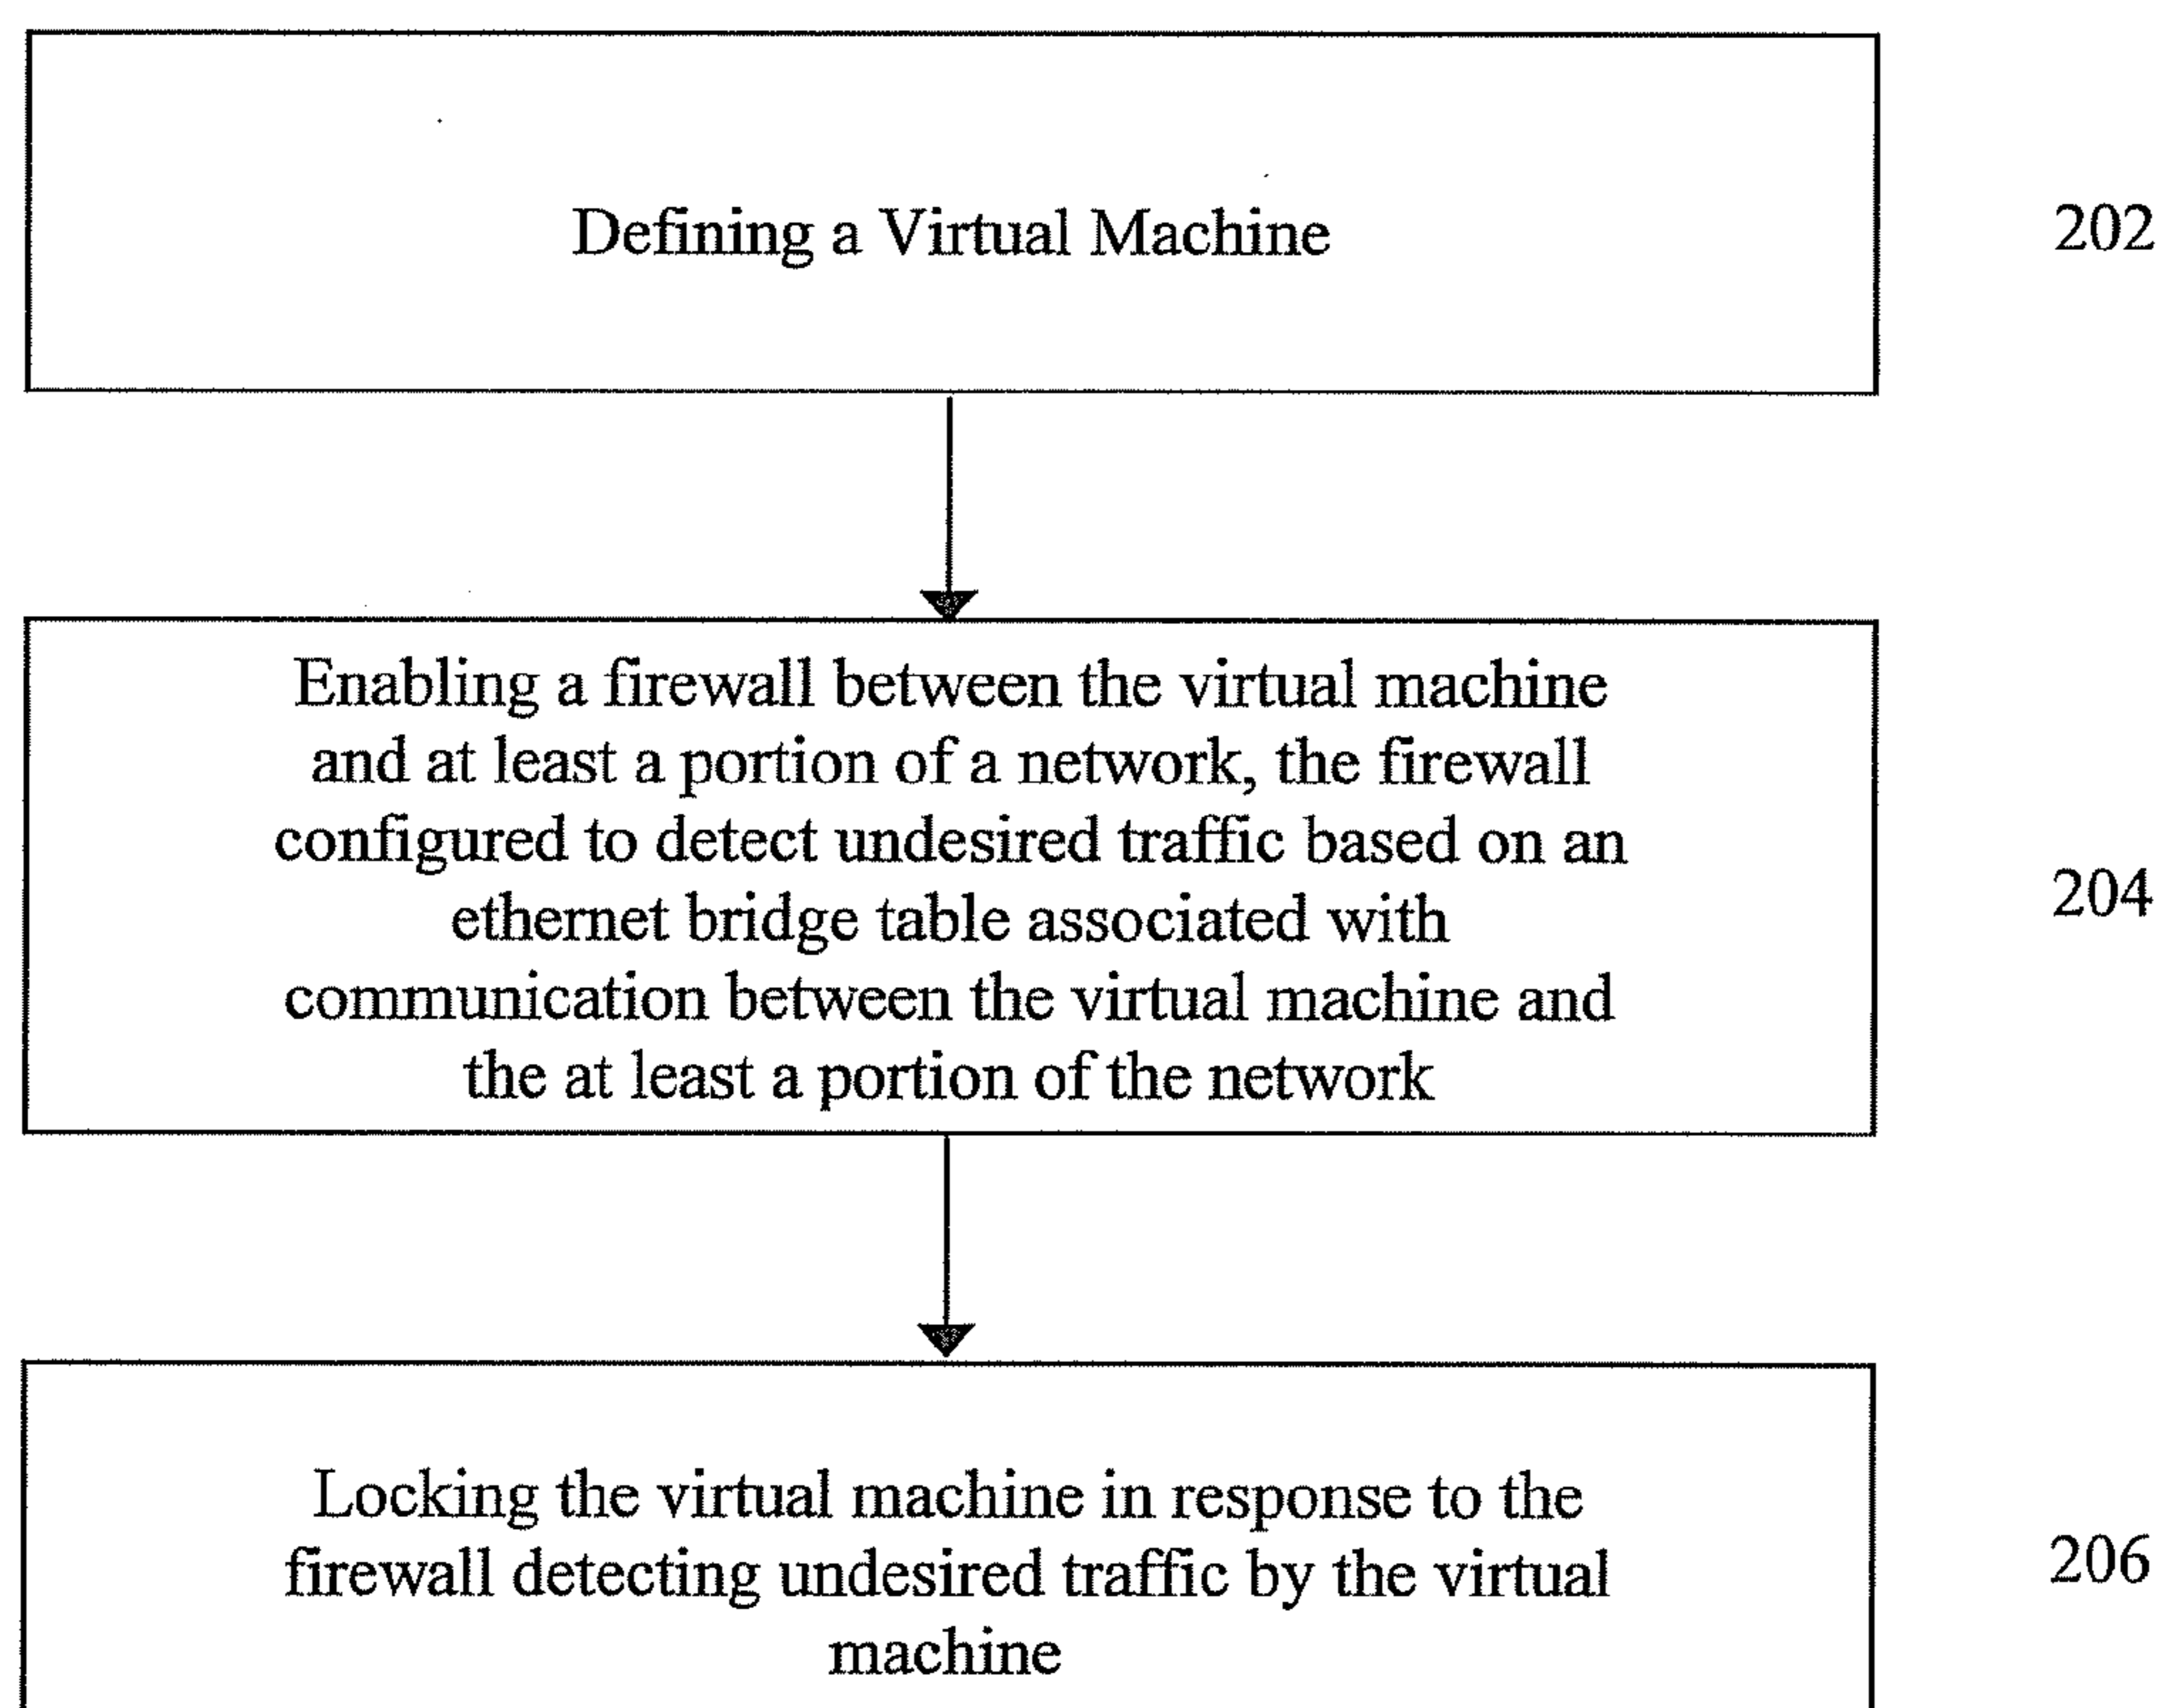 Defining a Virtual Machine
202
Enabling a firewall between the virtual machine
and at least a portion of a network, the firewall
configured to detect undesired traffic based on an
ethernet bridge table associated with
communication between the virtual machine and
the at least a portion of the network
204
Locking the virtual machine in response to the
firewall detecting undesired traffic by the virtual
machine
206